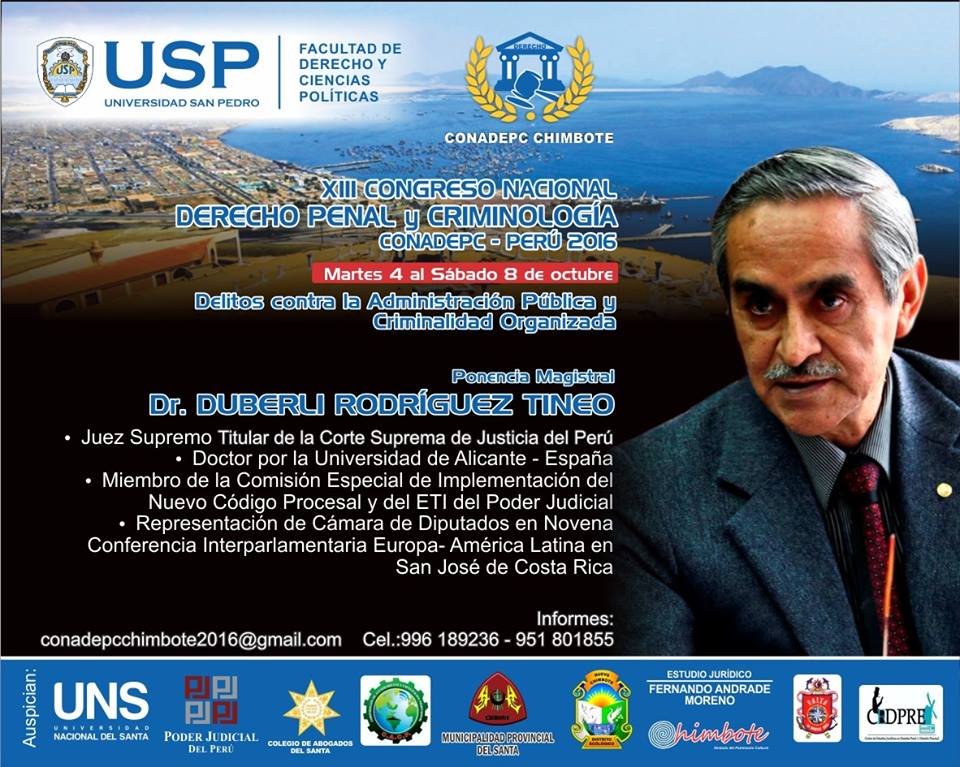 USP
USP
UNIVERSIDAD SAN PEDRO
FACULTAD DE
DERECHO Y
CIENCIAS
POLÍTICAS
DERECHO
CONADEPC CHIMBOTE
XIII CONGRESO NACIONAL
DERECHO PENAL y CRIMINOLOGÍA
CONADEPC - PERÚ 2016
Martes 4 al Sábado 8 de octubre
Delitos contra la Administración Pública y
Criminalidad Organizada
Ponencia Magistral
Dr. DUBERLI RODRÍGUEZ TINEO
• Juez Supremo Titular de la Corte Suprema de Justicia del Perú
• Doctor por la Universidad de Alicante - España
• Miembro de la Comisión Especial de Implementación del
Nuevo Código Procesal y del ETI del Poder Judicial
• Representación de Cámara de Diputados en Novena
Conferencia Interparlamentaria Europa- América Latina en
San José de Costa Rica
Informes:
conadepcchimbote2016@gmail.com Cel.:996 189236 - 951 801855
Auspician:
UNS
UNIVERSIDAD
NACIONAL DEL SANTA
PODER JUDICIAL
DEL PERÚ
COLEGIO DE ABOGADOS
DEL SANTA
CHIMBOTE
MUNICIPALIDAD PROVINCIAL
DEL SANTA
NUEVO CHIMBOTE
DISTRITO
ECOLÓGICO
ESTUDIO JURÍDICO
FERNANDO ANDRADE
MORENO
Chimbote
CIDPRE